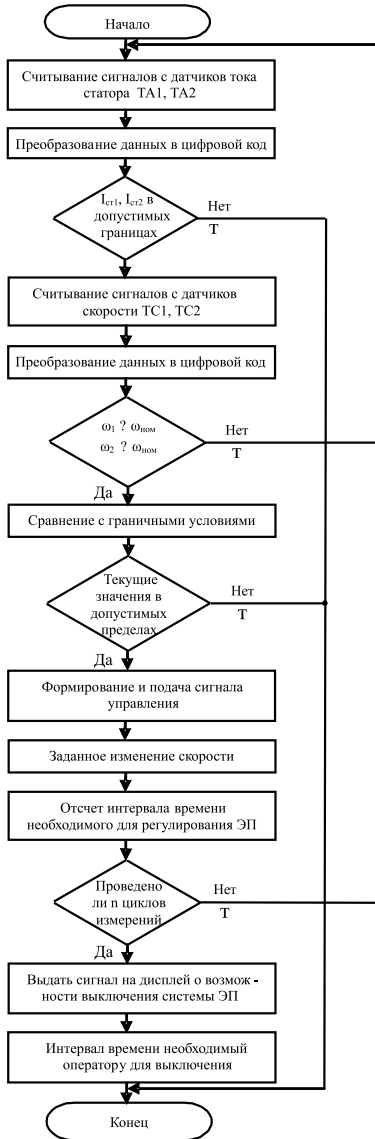 Начало
Считывание сигналов с датчиков тока
статора ТА1, ТА2
Преобразование данных в цифровой код
Iст1, Iст2 в
допустимых
границах
Нет
Т
Считывание сигналов с датчиков
скорости ТС1, ТС2
Преобразование данных в цифровой код
ω1 ? ωном
ω2 ? ωном
Нет
Т
Да
Сравнение с граничными условиями
Текущие
значения в
допустимых
пределах
Нет
Т
Да
Формирование и подача сигнала
управления
Заданное изменение скорости
Отсчет интервала времени
необходимого для регулирования ЭП
Проведено
ли n циклов
измерений
Нет
Т
Да
Выдать сигнал на дисплей о возмож -
ности выключения системы ЭП
Интервал времени необходимый
оператору для выключения
Конец